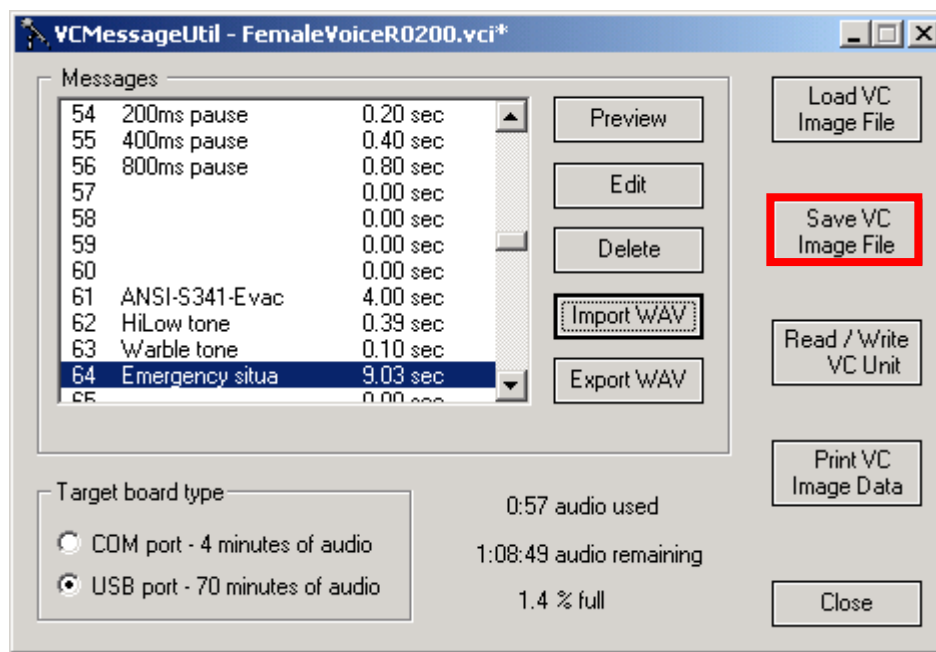 VCMessageUtil - FemaleVoiceR0200.vci*
Messages
54 200ms pause 0.20 sec
55 400ms pause 0.40 sec
56 800ms pause 0.80 sec
57 0.00 sec
58 0.00 sec
59 0.00 sec
60 0.00 sec
61 ANSI-S341-Evac 4.00 sec
62 HiLow tone 0.39 sec
63 Warble tone 0.10 sec
64 Emergency situa 9.03 sec
65 0.00 sec
Preview
Edit
Delete
Import WAV
Export WAV
Load VC
Image File
Save VC
Image File
Read / Write
VC Unit
Print VC
Image Data
Close
Target board type
COM port - 4 minutes of audio
USB port - 70 minutes of audio
0:57 audio used
1:08:49 audio remaining
1.4 % full